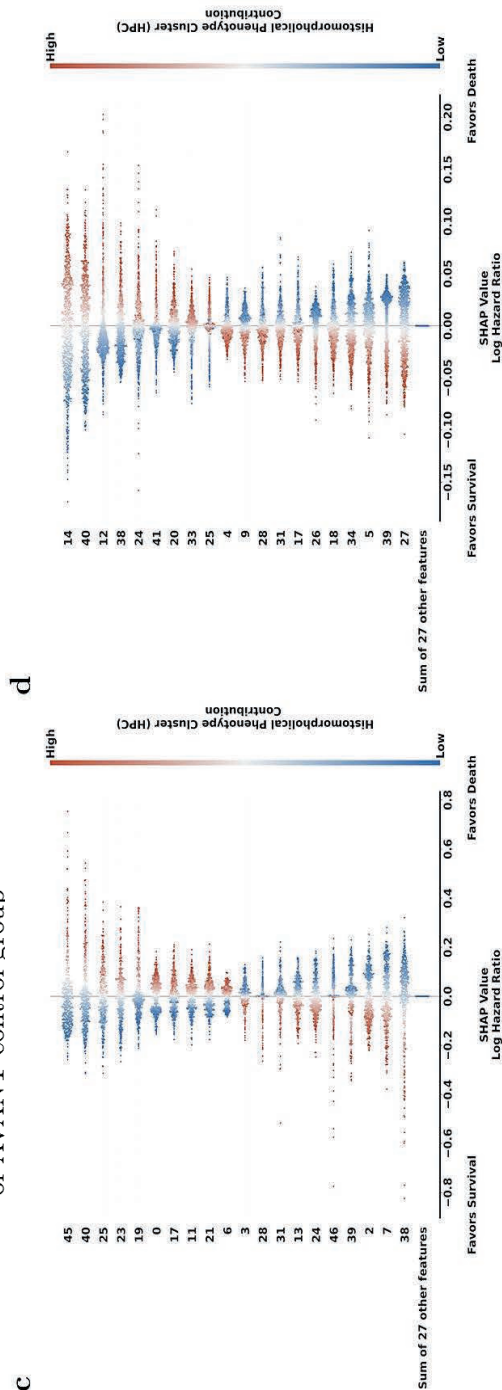 of AVANT-control group
c
45
40
25
23
19
0
17
11
21
6
3
28
31
13
24
46
39
2
7
38
Sum of 27 other features
−0.8 −0.6 −0.4 −0.2 0.0 0.2 0.4 0.6 0.8
Favors Survival
SHAP Value
Log Hazard Ratio
Favors Death
High
Low
Histomorpholical Phenotype Cluster (HPC)
Contribution
d
14
40
12
38
24
41
20
33
25
4
9
28
31
17
26
18
34
5
39
27
Sum of 27 other features
−0.15 −0.10 −0.05 0.00 0.05 0.10 0.15 0.20
Favors Survival
SHAP Value
Log Hazard Ratio
Favors Death
High
Low
Histomorpholical Phenotype Cluster (HPC)
Contribution